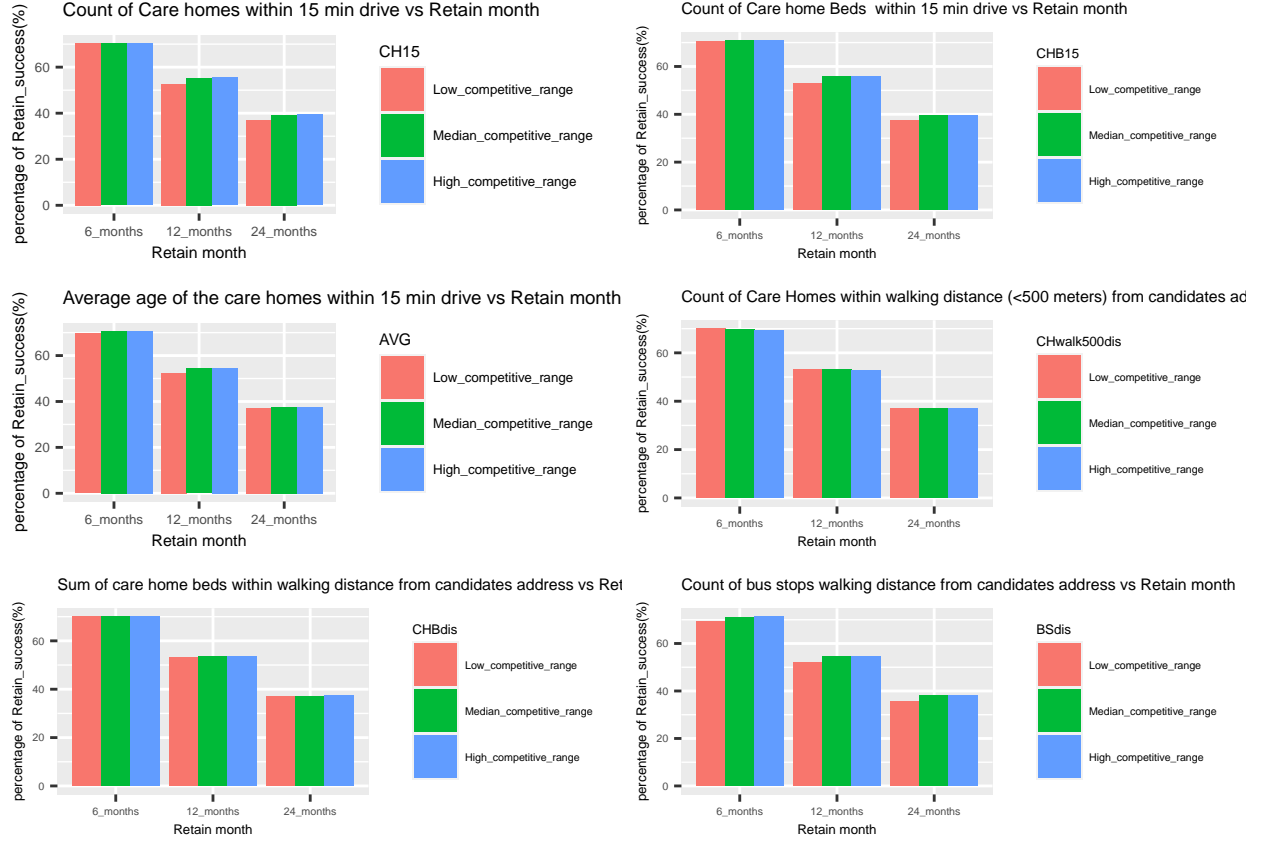 Count of Care homes within 15 min drive vs Retain month
percentage of Retain_success(%)
60
40
20
0
6_months 12_months 24_months
Retain month
CH15
Low_competitive_range
Median_competitive_range
High_competitive_range
Count of Care home Beds within 15 min drive vs Retain month
percentage of Retain_success(%)
60
40
20
0
6_months 12_months 24_months
Retain month
CHB15
Low_competitive_range
Median_competitive_range
High_competitive_range
Average age of the care homes within 15 min drive vs Retain month
percentage of Retain_success(%)
60
40
20
0
6_months 12_months 24_months
Retain month
AVG
Low_competitive_range
Median_competitive_range
High_competitive_range
Count of Care Homes within walking distance (<500 meters) from candidates ad
percentage of Retain_success(%)
60
40
20
0
6_months 12_months 24_months
Retain month
CHwalk500dis
Low_competitive_range
Median_competitive_range
High_competitive_range
Sum of care home beds within walking distance from candidates address vs Ret
percentage of Retain_success(%)
60
40
20
0
6_months 12_months 24_months
Retain month
CHBdis
Low_competitive_range
Median_competitive_range
High_competitive_range
Count of bus stops walking distance from candidates address vs Retain month
percentage of Retain_success(%)
60
40
20
0
6_months 12_months 24_months
Retain month
BSdis
Low_competitive_range
Median_competitive_range
High_competitive_range